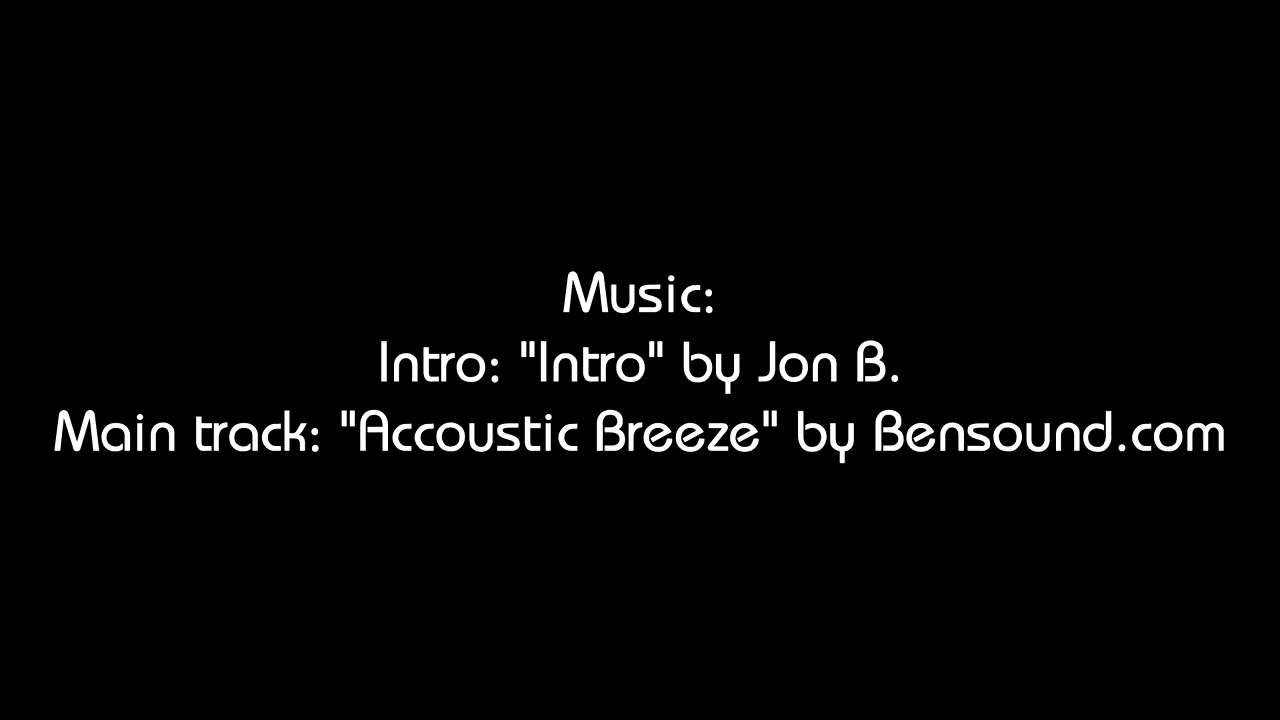 Music:
Intro: "Intro" by Jon B.
Main track: "Accoustic Breeze" by Bensound.com